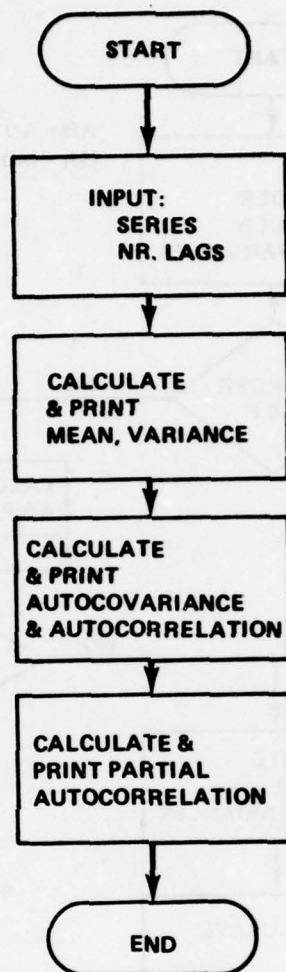 START
INPUT:
SERIES
NR. LAGS
CALCULATE
& PRINT
MEAN, VARIANCE
CALCULATE
& PRINT
AUTOCOVARIANCE
& AUTOCORRELATION
CALCULATE &
PRINT PARTIAL
AUTOCORRELATION
END